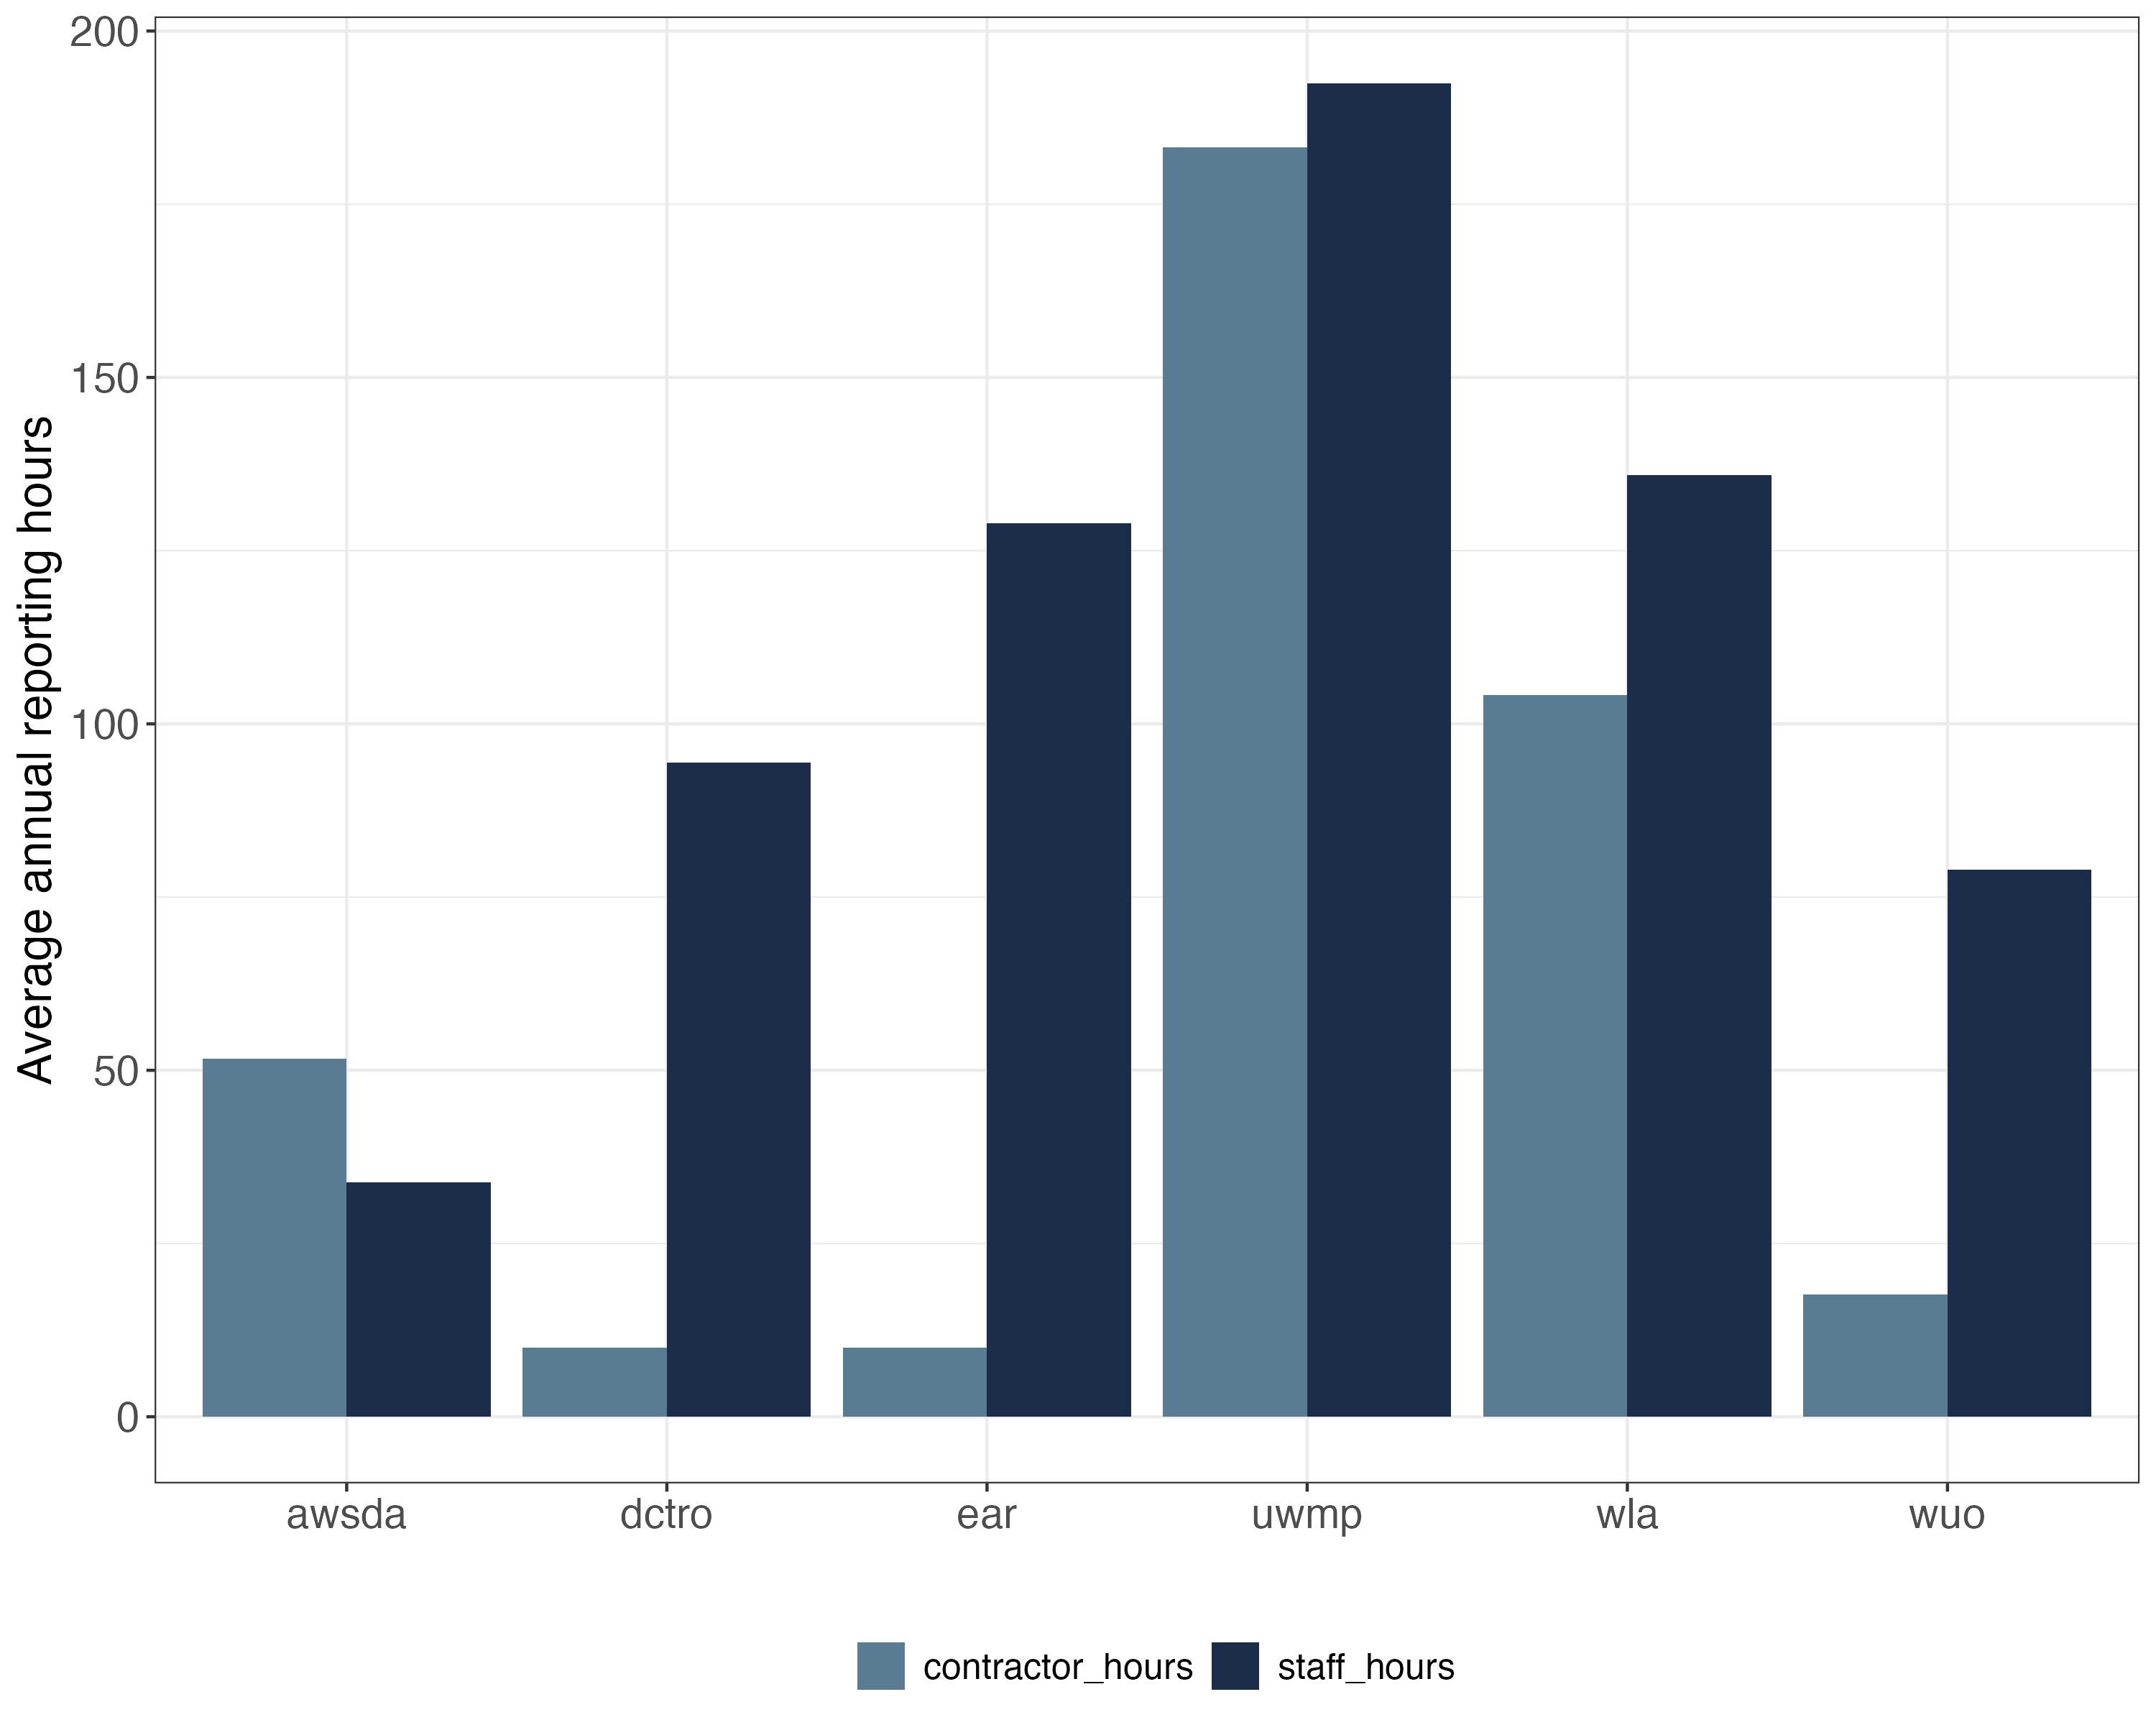 Average annual reporting hours
200
150
100
50
0
awsda dctro ear uwmp wla wuo
contractor_hours staff_hours